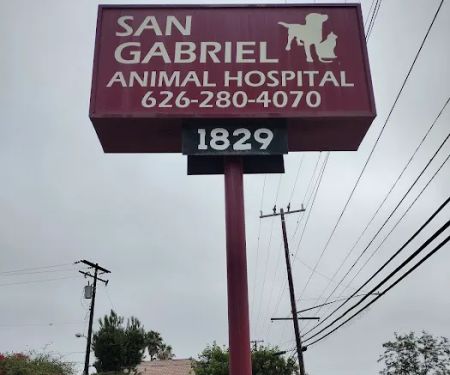 SAN
GABRIEL
ANIMAL HOSPITAL
626-280-4070
1829